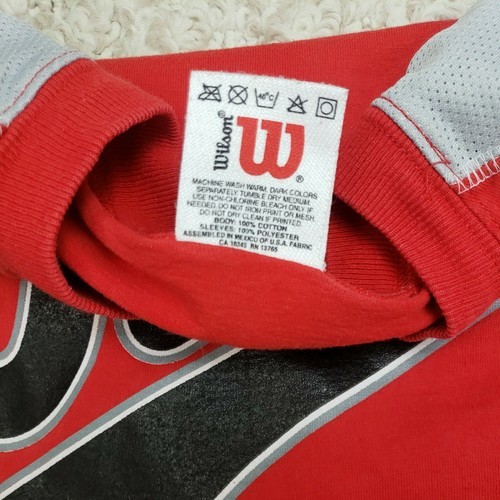 40°C
Wilson W ®
MACHINE WASH WARM, DARK COLORS
SEPARATELY TUMBLE DRY MEDIUM.
USE NON-CHLORINE BLEACH ONLY IF
NEEDED. DO NOT IRON PRINT OR MESH.
DO NOT DRY CLEAN IF PRINTED.
BODY: 100% COTTON
SLEEVES: 100% POLYESTER
ASSEMBLED IN MEXICO OF U.S.A. FABRIC
CA 16343 RN 13765